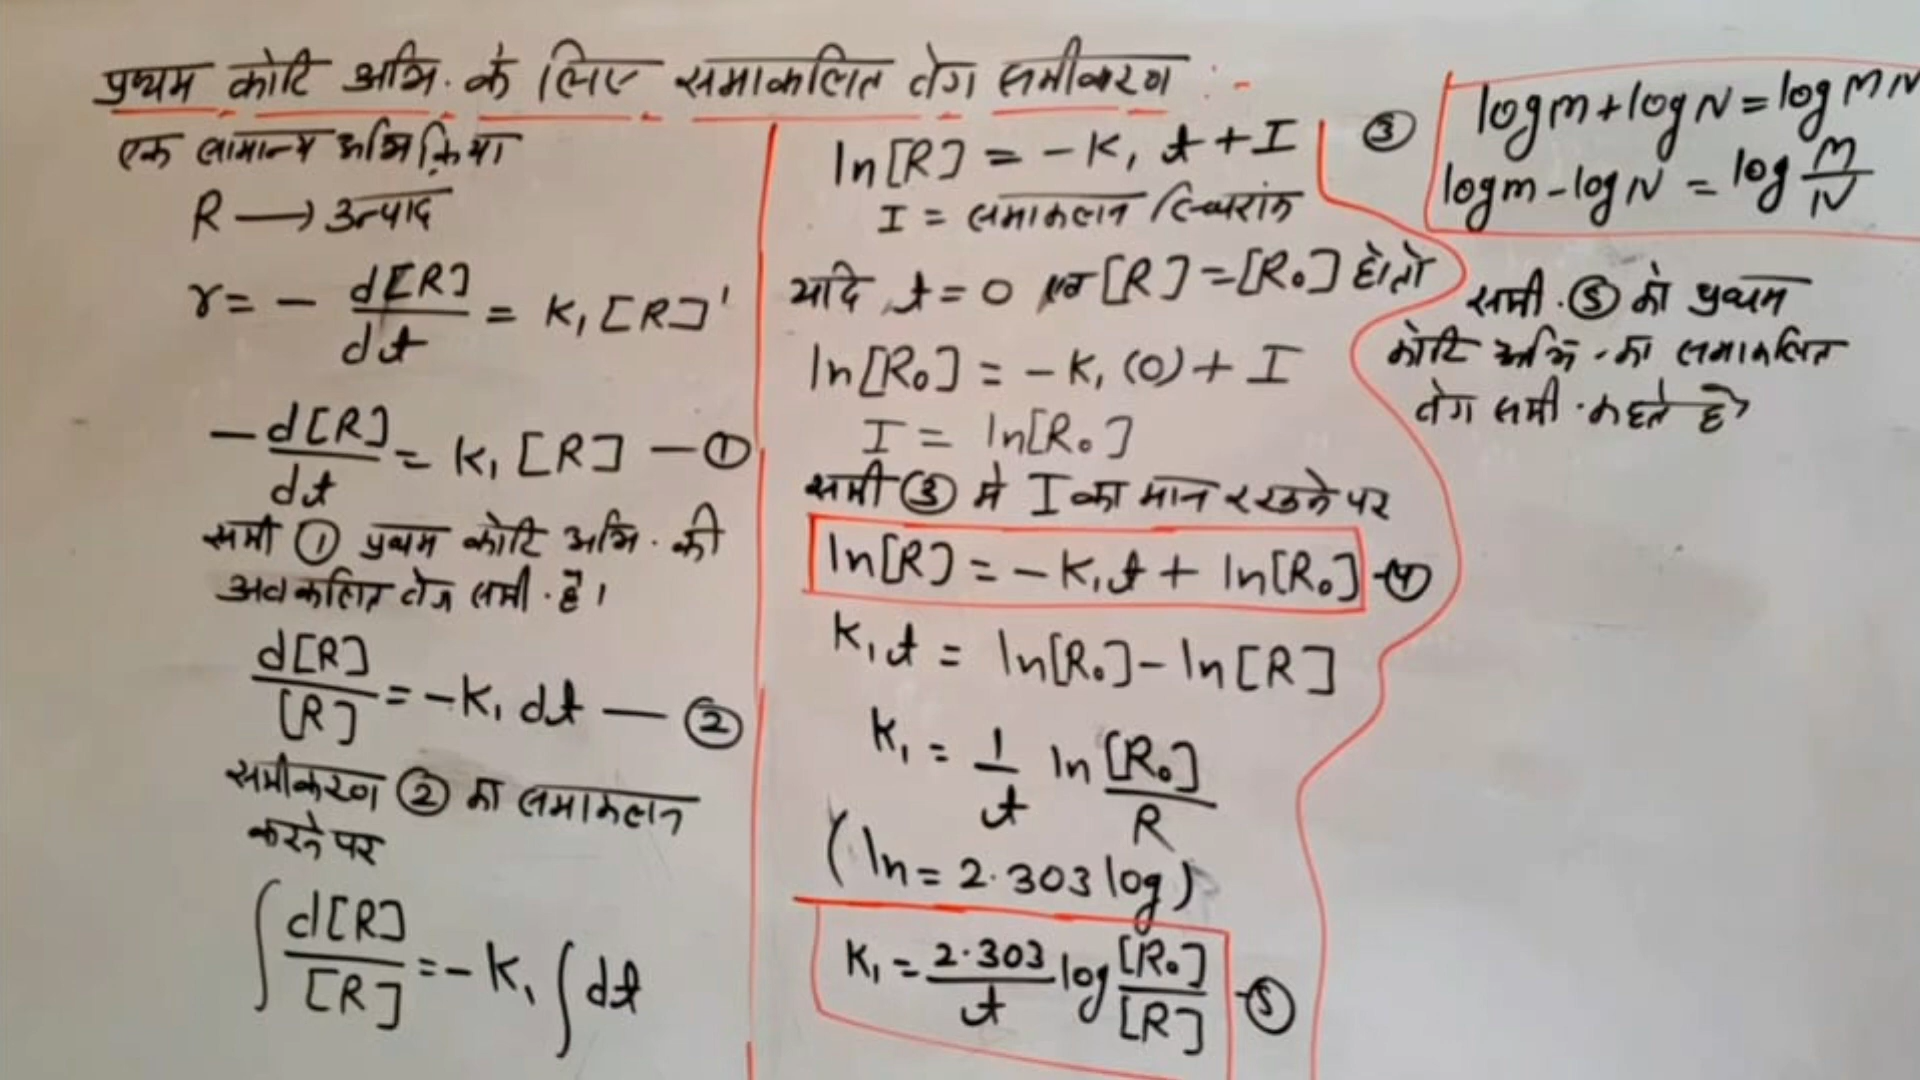 प्रथम कोटि अभि. के लिए समाकलित वेग समीकरण :-
एक सामान्य अभिक्रिया
R ⟶ उत्पाद
r = - d[R]/dt = K₁ [R]¹
- d[R]/dt = K₁ [R] — ①
समी ① प्रथम कोटि अभि. की
अवकलित वेग समी. है।
d[R]/[R] = -K₁ dt — ②
समीकरण ② का समाकलन
करने पर
∫ d[R]/[R] = -K₁ ∫ dt
ln[R] = -K₁ t + I ③
I = समाकलन स्थिरांक
यदि t = 0 एवं [R] = [R₀] हो तो
ln[R₀] = -K₁ (0) + I
I = ln[R₀]
समी ③ में I का मान रखने पर
ln[R] = -K₁t + ln[R₀] - ④
K₁t = ln[R₀] - ln[R]
K₁ = 1/t ln [R₀]/R
(ln = 2.303 log)
K₁ = 2.303/t log [R₀]/[R] - ⑤
log m + log N = log MN
log m - log N = log m/N
समी. ⑤ को प्रथम
कोटि अभि. का समाकलित
वेग समी. कहते है